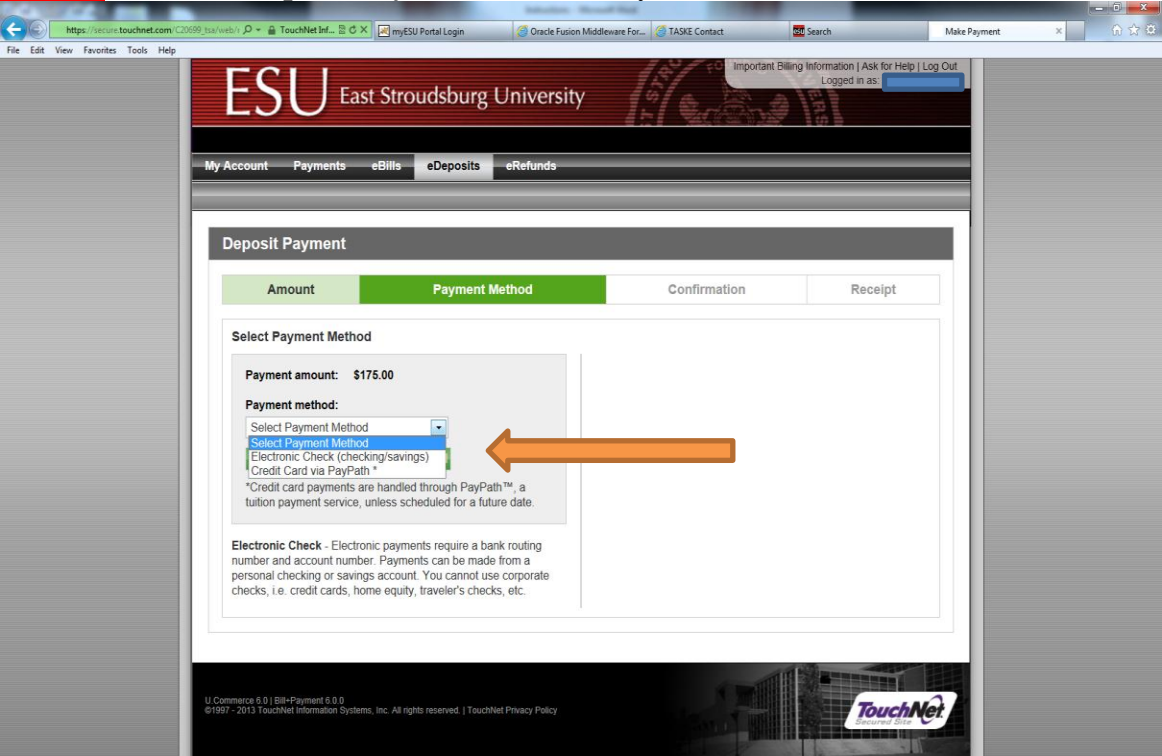 https://secure.touchnet.com/C20699_tsa/web/
TouchNet Inf...
myESU Portal Login
Oracle Fusion Middleware For...
TASKE Contact
ESU
Search
Make Payment
File Edit View Favorites Tools Help
Important Billing Information | Ask for Help | Log Out
Logged in as:
ESU East Stroudsburg University
My Account Payments eBills eDeposits eRefunds
Deposit Payment
Amount Payment Method Confirmation Receipt
Select Payment Method
Payment amount: $175.00
Payment method:
Select Payment Method
Select Payment Method
Electronic Check (checking/savings)
Credit Card via PayPath *
*Credit card payments are handled through PayPath™, a
tuition payment service, unless scheduled for a future date.
Electronic Check - Electronic payments require a bank routing
number and account number. Payments can be made from a
personal checking or savings account. You cannot use corporate
checks, i.e. credit cards, home equity, traveler's checks, etc.
U.Commerce 6.0 | Bill+Payment 6.0.0
©1997 - 2013 TouchNet Information Systems, Inc. All rights reserved. | TouchNet Privacy Policy
TouchNet
Secured Site